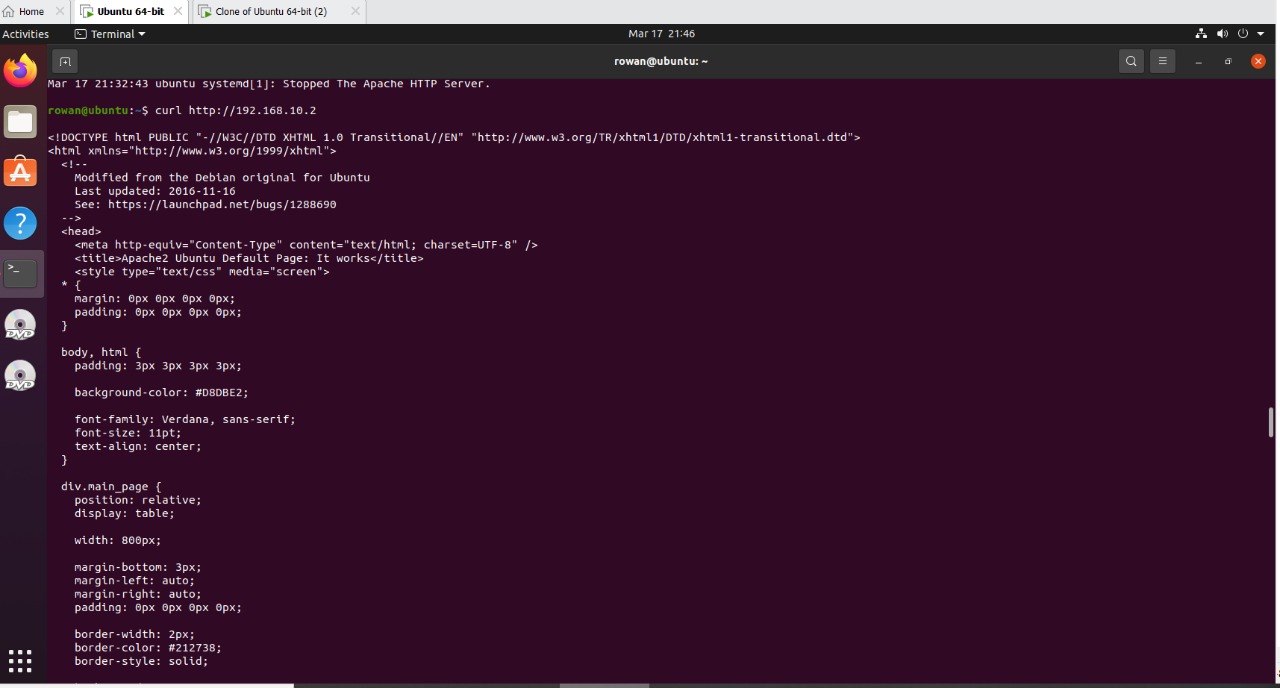 Home
Ubuntu 64-bit
Clone of Ubuntu 64-bit (2)
Activities
Terminal
Mar 17 21:46
rowan@ubuntu: ~
Mar 17 21:32:43 ubuntu systemd[1]: Stopped The Apache HTTP Server.
rowan@ubuntu:~$ curl http://192.168.10.2
<!DOCTYPE html PUBLIC "-//W3C//DTD XHTML 1.0 Transitional//EN" "http://www.w3.org/TR/xhtml1/DTD/xhtml1-transitional.dtd">
<html xmlns="http://www.w3.org/1999/xhtml">
<!--
Modified from the Debian original for Ubuntu
Last updated: 2016-11-16
See: https://launchpad.net/bugs/1288690
-->
<head>
<meta http-equiv="Content-Type" content="text/html; charset=UTF-8" />
<title>Apache2 Ubuntu Default Page: It works</title>
<style type="text/css" media="screen">
* {
margin: 0px 0px 0px 0px;
padding: 0px 0px 0px 0px;
}
body, html {
padding: 3px 3px 3px 3px;
background-color: #D8DBE2;
font-family: Verdana, sans-serif;
font-size: 11pt;
text-align: center;
}
div.main_page {
position: relative;
display: table;
width: 800px;
margin-bottom: 3px;
margin-left: auto;
margin-right: auto;
padding: 0px 0px 0px 0px;
border-width: 2px;
border-color: #212738;
border-style: solid;
DVD
DVD